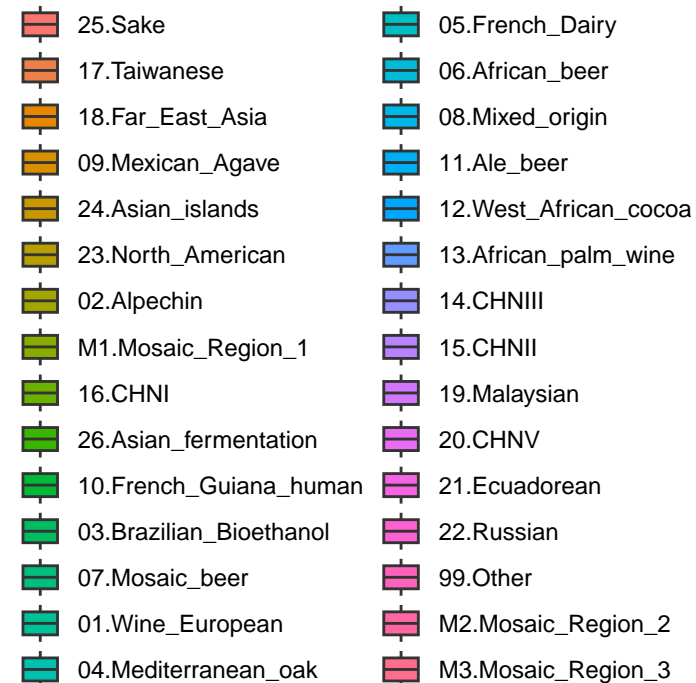 25.Sake
17.Taiwanese
18.Far_East_Asia
09.Mexican_Agave
24.Asian_islands
23.North_American
02.Alpechin
M1.Mosaic_Region_1
16.CHNI
26.Asian_fermentation
10.French_Guiana_human
03.Brazilian_Bioethanol
07.Mosaic_beer
01.Wine_European
04.Mediterranean_oak
05.French_Dairy
06.African_beer
08.Mixed_origin
11.Ale_beer
12.West_African_cocoa
13.African_palm_wine
14.CHNIII
15.CHNII
19.Malaysian
20.CHNV
21.Ecuadorean
22.Russian
99.Other
M2.Mosaic_Region_2
M3.Mosaic_Region_3